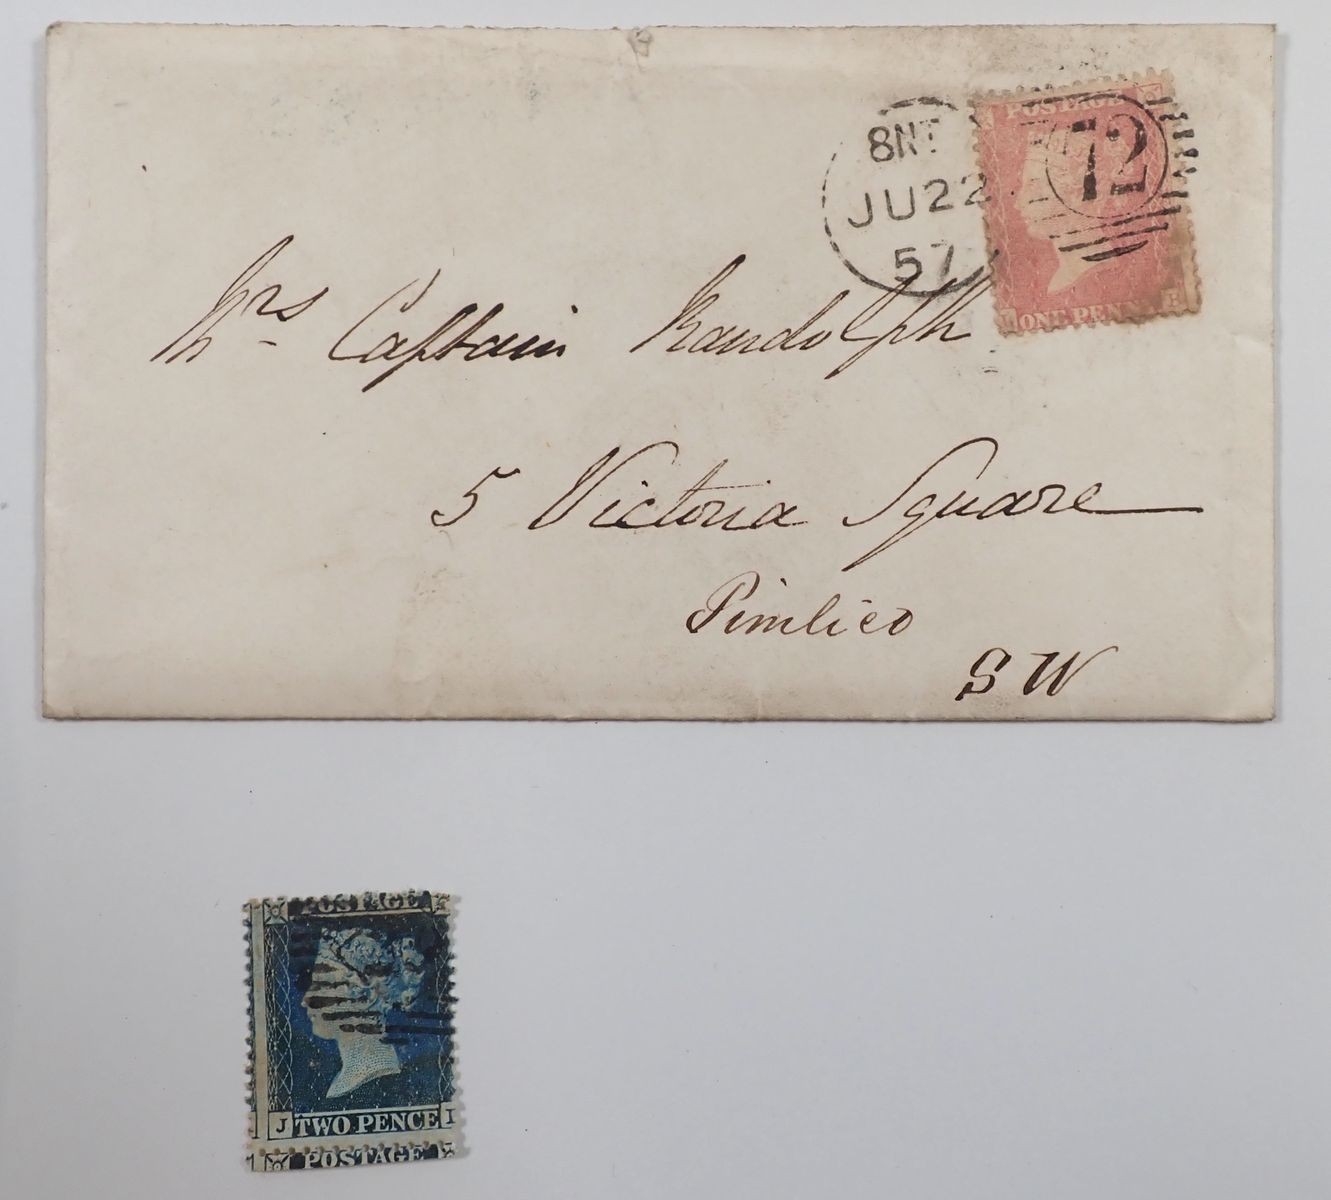 8NT
JU22
57
72
POSTAGE
ONE PENNY
Mrs Captain Randolph
5 Victoria Square
Pimlico
SW
POSTAGE
J TWO PENCE I
POSTAGE